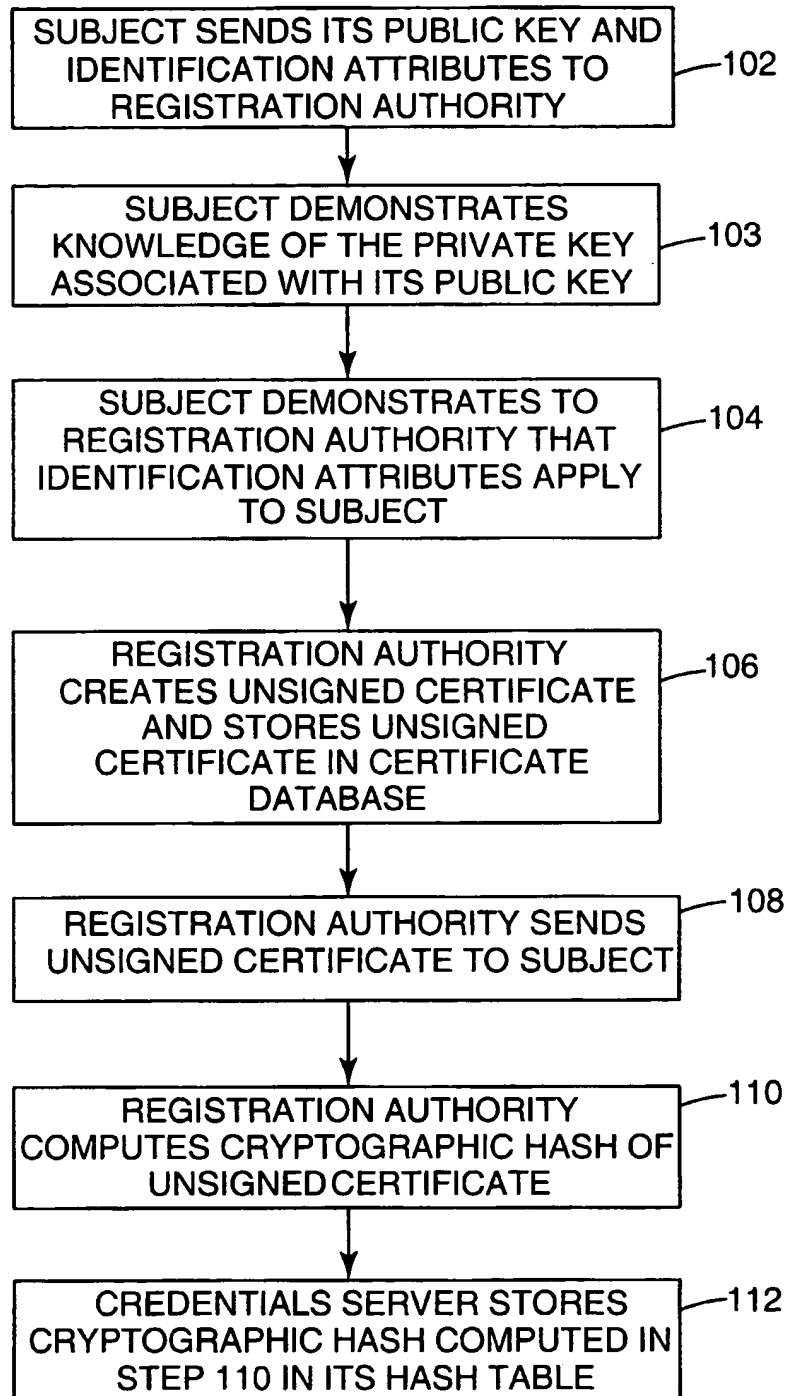 SUBJECT SENDS ITS PUBLIC KEY AND
IDENTIFICATION ATTRIBUTES TO
REGISTRATION AUTHORITY
102
SUBJECT DEMONSTRATES
KNOWLEDGE OF THE PRIVATE KEY
ASSOCIATED WITH ITS PUBLIC KEY
103
SUBJECT DEMONSTRATES TO
REGISTRATION AUTHORITY THAT
IDENTIFICATION ATTRIBUTES APPLY
TO SUBJECT
104
REGISTRATION AUTHORITY
CREATES UNSIGNED CERTIFICATE
AND STORES UNSIGNED
CERTIFICATE IN CERTIFICATE
DATABASE
106
REGISTRATION AUTHORITY SENDS
UNSIGNED CERTIFICATE TO SUBJECT
108
REGISTRATION AUTHORITY
COMPUTES CRYPTOGRAPHIC HASH OF
UNSIGNED CERTIFICATE
110
CREDENTIALS SERVER STORES
CRYPTOGRAPHIC HASH COMPUTED IN
STEP 110 IN ITS HASH TABLE
112